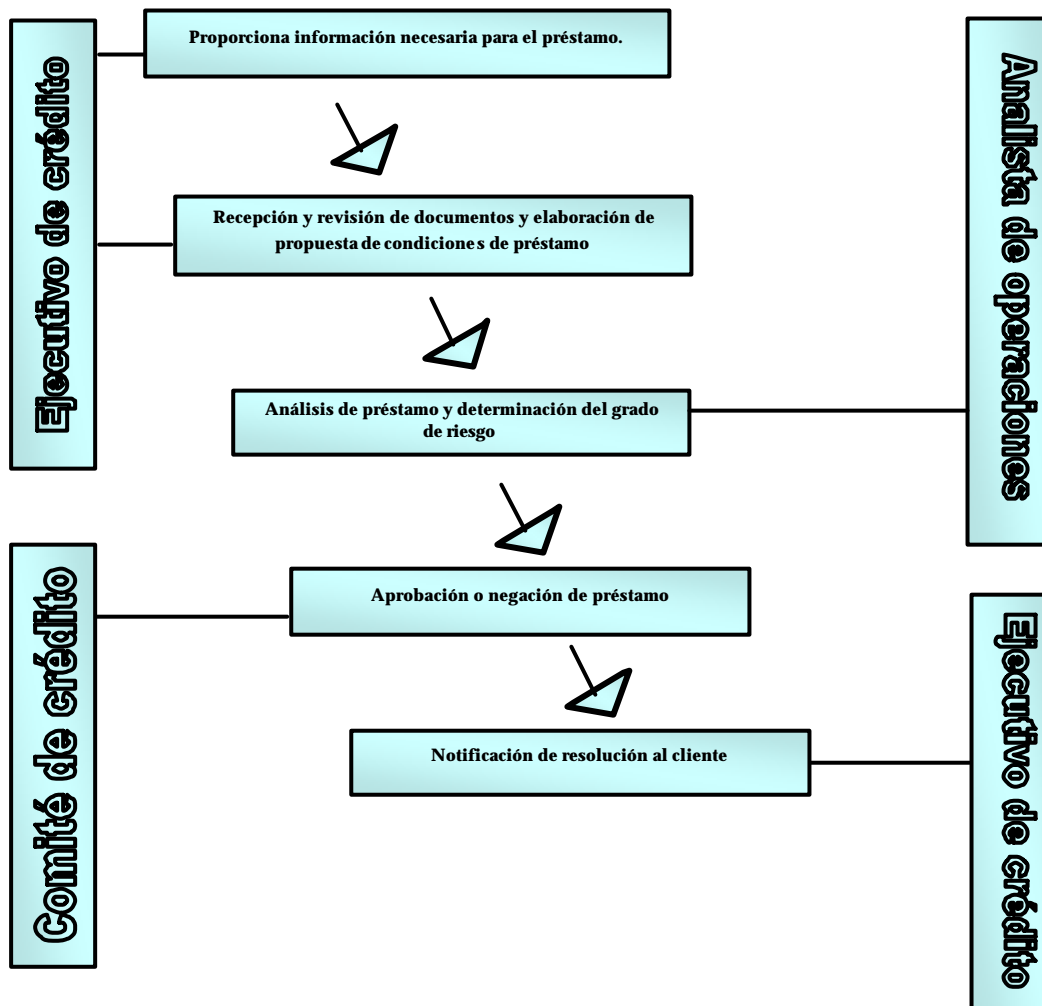 Proporciona información necesaria para el préstamo.
Ejecutivo de crédito
Analista de operaciones
Recepción y revisión de documentos y elaboración de
propuesta de condiciones de préstamo
Análisis de préstamo y determinación del grado
de riesgo
Comité de crédito
Aprobación o negación de préstamo
Ejecutivo de crédito
Notificación de resolución al cliente